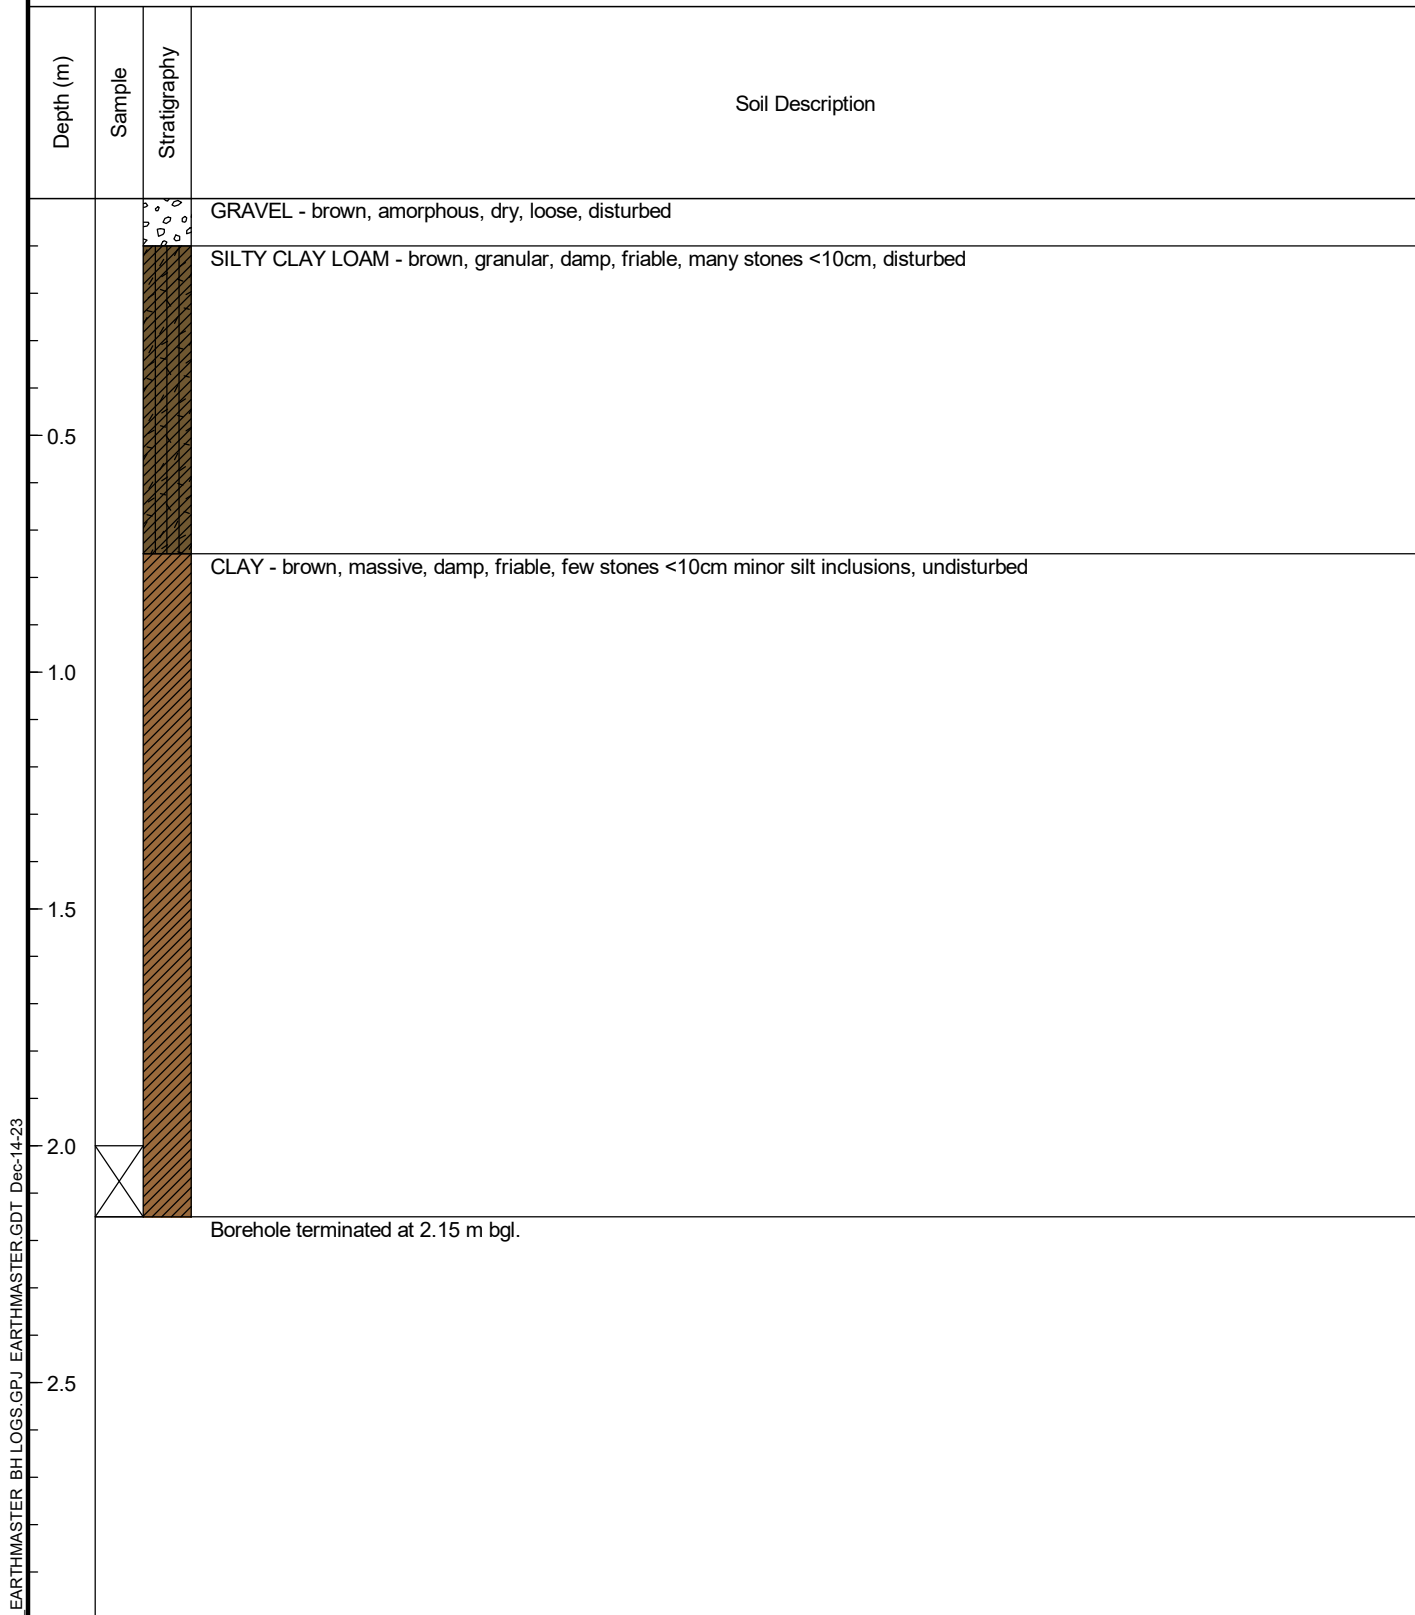 Depth (m)
Sample
Stratigraphy
Soil Description
GRAVEL - brown, amorphous, dry, loose, disturbed
SILTY CLAY LOAM - brown, granular, damp, friable, many stones <10cm, disturbed
0.5
CLAY - brown, massive, damp, friable, few stones <10cm minor silt inclusions, undisturbed
1.0
1.5
2.0
Borehole terminated at 2.15 m bgl.
2.5
EARTHMASTER BH LOGS.GPJ EARTHMASTER.GDT Dec-14-23